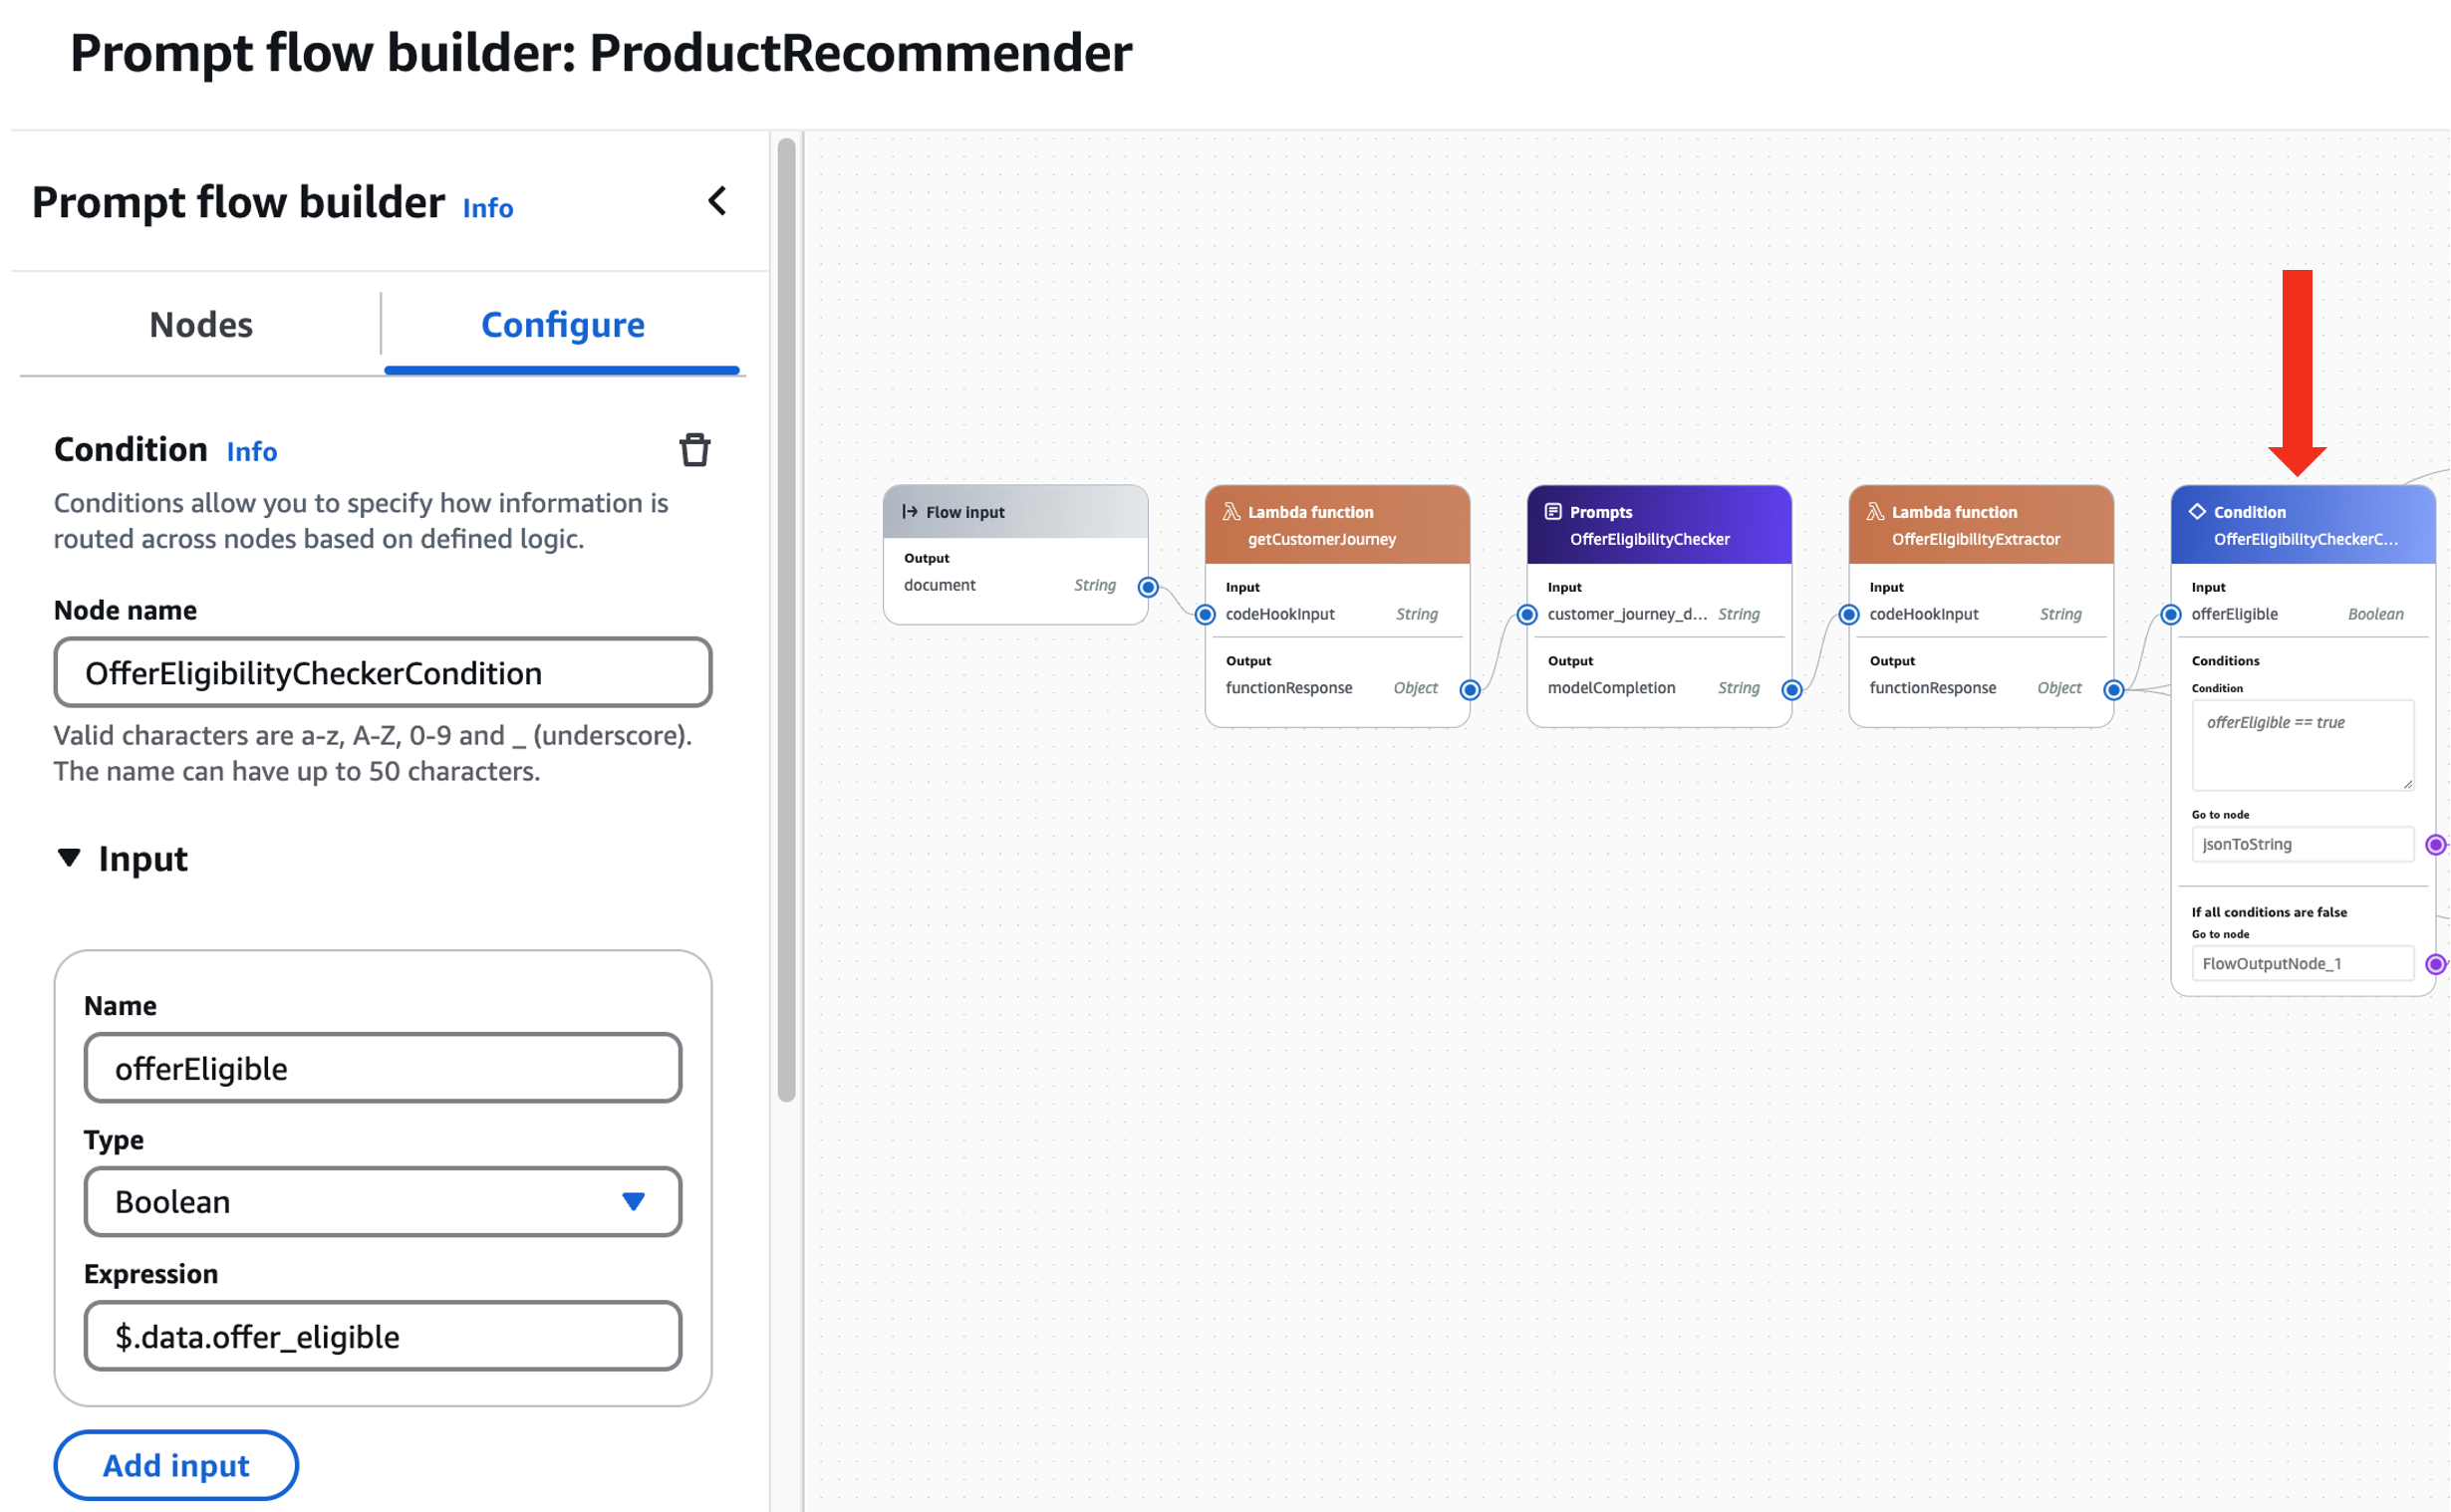 Prompt flow builder: ProductRecommender
Prompt flow builder Info
Nodes
Configure
Condition Info
Conditions allow you to specify how information is
routed across nodes based on defined logic.
Node name
OfferEligibilityCheckerCondition
Valid characters are a-z, A-Z, 0-9 and _ (underscore).
The name can have up to 50 characters.
Input
Name
offerEligible
Type
Boolean
Expression
$.data.offer_eligible
Add input
Flow input
Output
document String
Lambda function
getCustomerJourney
Input
codeHookInput String
Output
functionResponse Object
Prompts
OfferEligibilityChecker
Input
customer_journey_d... String
Output
modelCompletion String
Lambda function
OfferEligibilityExtractor
Input
codeHookInput String
Output
functionResponse Object
Condition
OfferEligibilityCheckerC...
Input
offerEligible Boolean
Conditions
Condition
offerEligible == true
Go to node
jsonToString
If all conditions are false
Go to node
FlowOutputNode_1